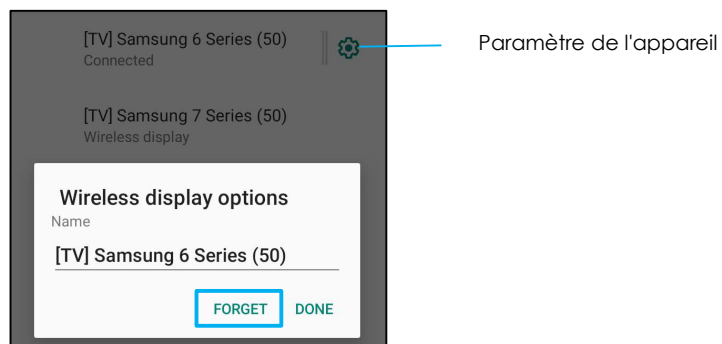 [TV] Samsung 6 Series (50)
Connected
Paramètre de l'appareil
[TV] Samsung 7 Series (50)
Wireless display
Wireless display options
Name
[TV] Samsung 6 Series (50)
FORGET DONE